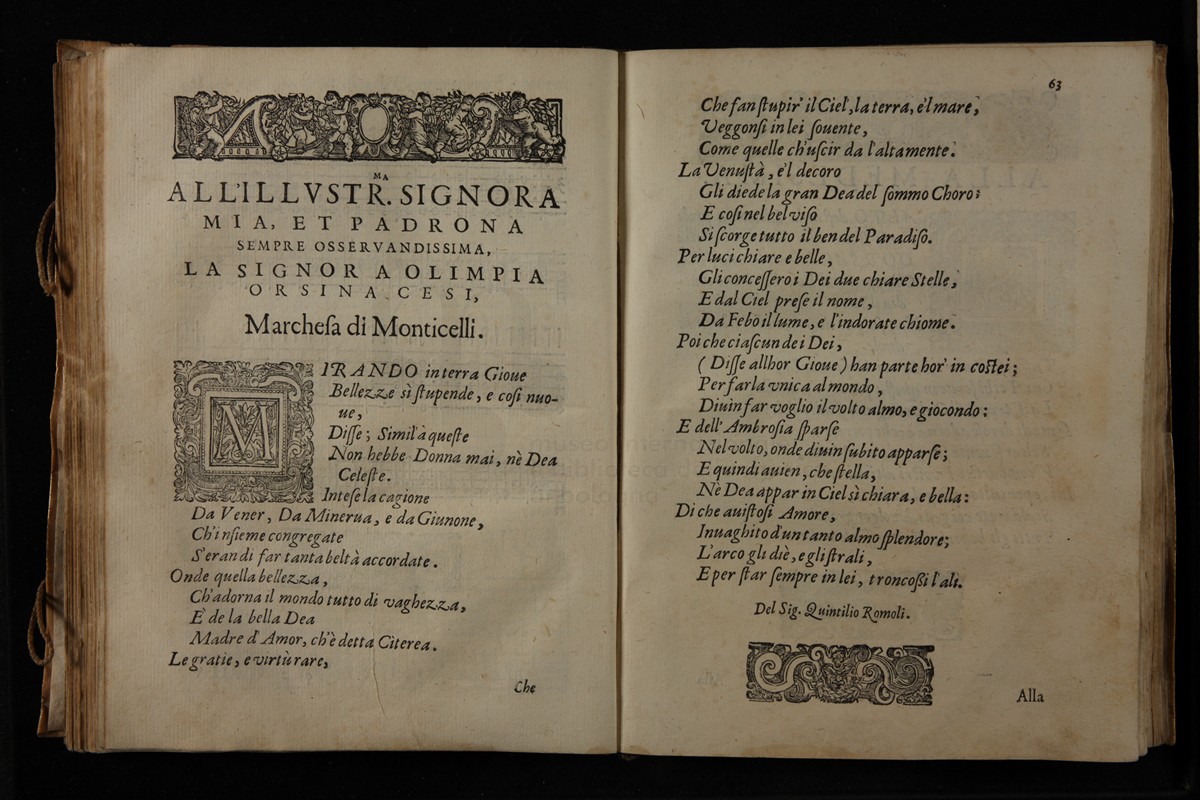 ALL'ILLVSTR.MA SIGNORA
MIA, ET PADRONA
SEMPRE OSSERVANDISSIMA,
LA SIGNORA OLIMPIA
ORSINA CESI,
Marchesa di Monticelli.
MIRANDO in terra Gioue
Bellezze sì stupende, e cosi nuo-
ue,
Disse; Simil'à queste
Non hebbe Donna mai, nè Dea
Celeste.
Intese la cagione
Da Vener, Da Minerua, e da Giunone,
Ch'insieme congregate
S'eran di far tanta beltà accordate.
Onde quella bellezza,
Ch'adorna il mondo tutto di vaghezza,
E' de la bella Dea
Madre d'Amor, ch'è detta Citerea.
Le gratie, e virtù rare,
Che
63
Che fan stupir' il Ciel, la terra, e'l mare,
Veggonsi in lei souente,
Come quelle ch'uscir da l'alta mente.
La Venustà, e'l decoro
Gli diede la gran Dea del sommo Choro;
E cosi nel bel viso
Si scorge tutto il ben del Paradiso.
Per luci chiare e belle,
Gli concessero i Dei due chiare Stelle,
E dal Ciel prese il nome,
Da Febo il lume, e l'indorate chiome.
Poi che ciascun de i Dei,
(Disse allhor Gioue) han parte hor' in costei;
Per farla vnica al mondo,
Diuin far voglio il volto almo, e giocondo:
E dell'Ambrosia sparse
Nel volto, onde diuin subito apparse;
E quindi auien, che stella,
Nè Dea appar in Ciel sì chiara, e bella:
Di che auistosi Amore,
Inuaghito d'un tanto almo splendore;
L'arco gli diè, e gli strali,
E per star sempre in lei, troncossi l'ali.
Del Sig. Quintilio Romoli.
Alla